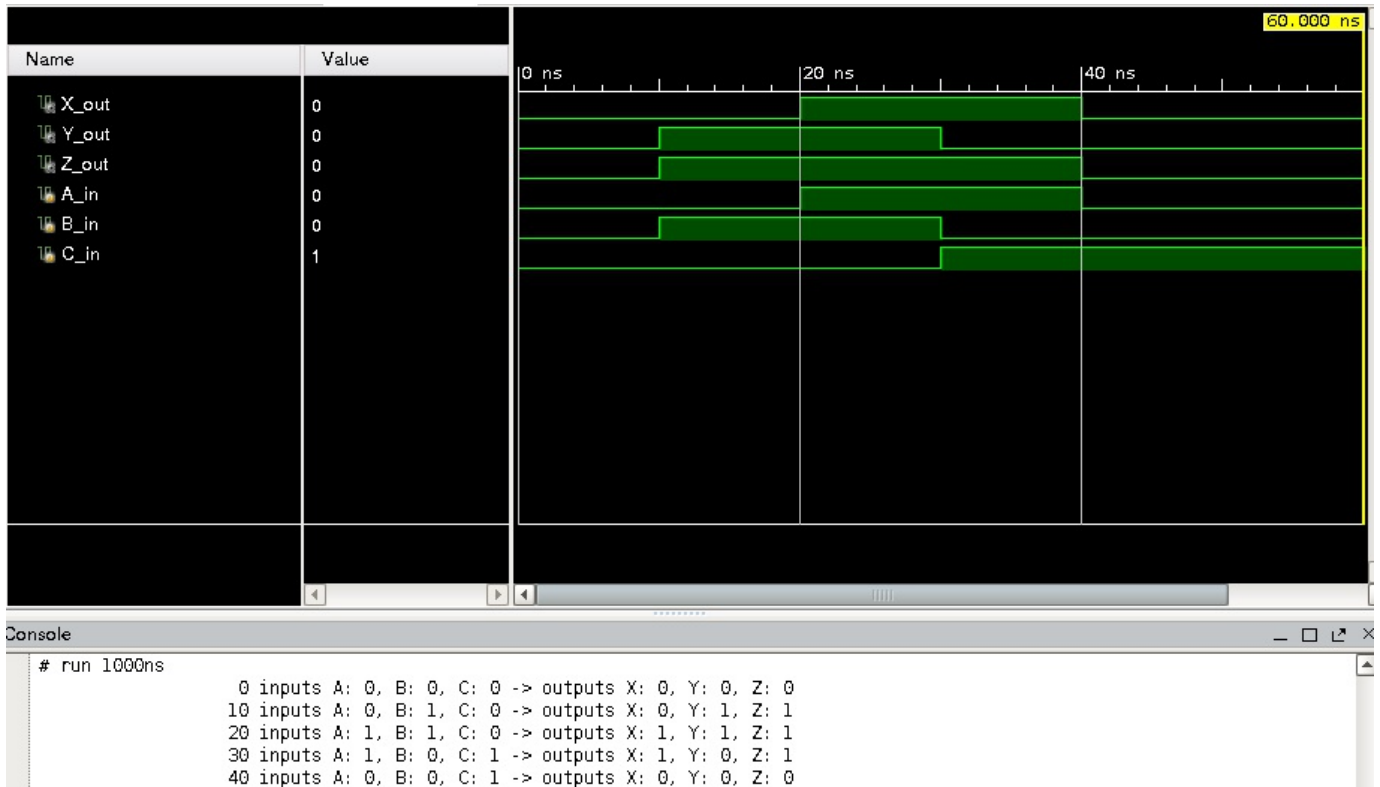 60.000 ns
Name Value
0 ns 20 ns 40 ns
X_out 0
Y_out 0
Z_out 0
A_in 0
B_in 0
C_in 1
Console
# run 1000ns
0 inputs A: 0, B: 0, C: 0 -> outputs X: 0, Y: 0, Z: 0
10 inputs A: 0, B: 1, C: 0 -> outputs X: 0, Y: 1, Z: 1
20 inputs A: 1, B: 1, C: 0 -> outputs X: 1, Y: 1, Z: 1
30 inputs A: 1, B: 0, C: 1 -> outputs X: 1, Y: 0, Z: 1
40 inputs A: 0, B: 0, C: 1 -> outputs X: 0, Y: 0, Z: 0